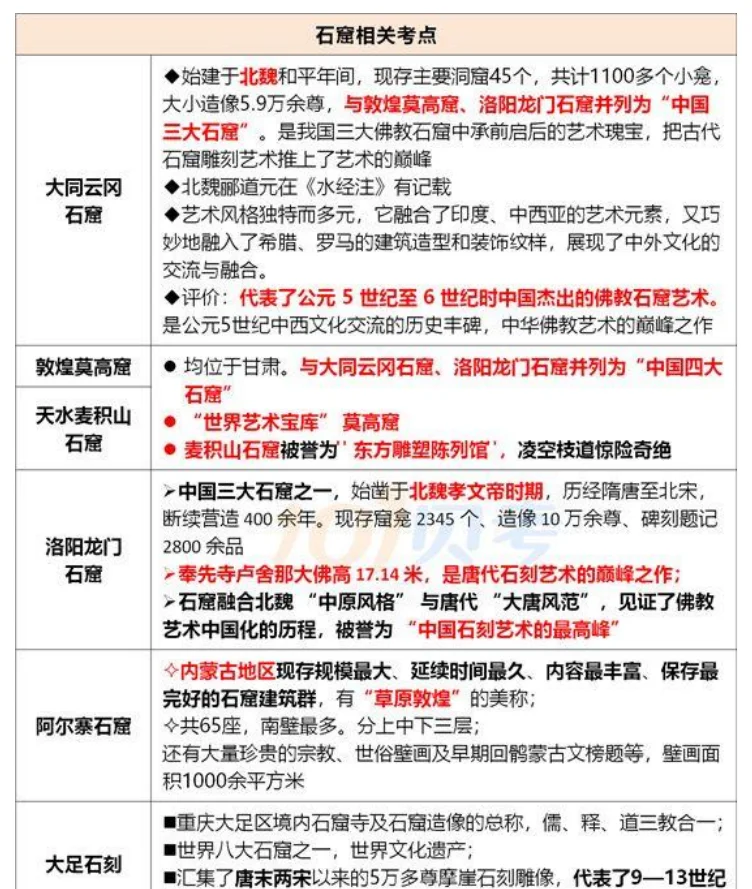 石窟相关考点
大同云冈
石窟
◆始建于北魏和平年间，现存主要洞窟45个，共计1100多个小龛，
大小造像5.9万余尊，与敦煌莫高窟、洛阳龙门石窟并列为“中国
三大石窟”。是我国三大佛教石窟中承前启后的艺术瑰宝，把古代
石窟雕刻艺术推上了艺术的巅峰
◆北魏郦道元在《水经注》有记载
◆艺术风格独特而多元，它融合了印度、中西亚的艺术元素，又巧
妙地融入了希腊、罗马的建筑造型和装饰纹样，展现了中外文化的
交流与融合。
◆评价：代表了公元 5 世纪至 6 世纪时中国杰出的佛教石窟艺术。
是公元5世纪中西文化交流的历史丰碑，中华佛教艺术的巅峰之作
敦煌莫高窟
天水麦积山
石窟
● 均位于甘肃。与大同云冈石窟、洛阳龙门石窟并列为“中国四大
石窟”
● “世界艺术宝库” 莫高窟
● 麦积山石窟被誉为''东方雕塑陈列馆'，凌空枝道惊险奇绝
洛阳龙门
石窟
➢中国三大石窟之一，始凿于北魏孝文帝时期，历经隋唐至北宋，
断续营造 400 余年。现存窟龛 2345 个、造像 10 万余尊、碑刻题记
2800 余品
➢奉先寺卢舍那大佛高 17.14 米，是唐代石刻艺术的巅峰之作；
➢石窟融合北魏 “中原风格” 与唐代 “大唐风范”，见证了佛教
艺术中国化的历程，被誉为 “中国石刻艺术的最高峰”
101贝考
阿尔寨石窟
✧内蒙古地区现存规模最大、延续时间最久、内容最丰富、保存最
完好的石窟建筑群，有“草原敦煌”的美称；
✧共65座，南壁最多。分上中下三层；
还有大量珍贵的宗教、世俗壁画及早期回鹘蒙古文榜题等，壁画面
积1000余平方米
大足石刻
■重庆大足区境内石窟寺及石窟造像的总称，儒、释、道三教合一；
■世界八大石窟之一，世界文化遗产；
■汇集了唐末两宋以来的5万多尊摩崖石刻雕像，代表了9—13世纪